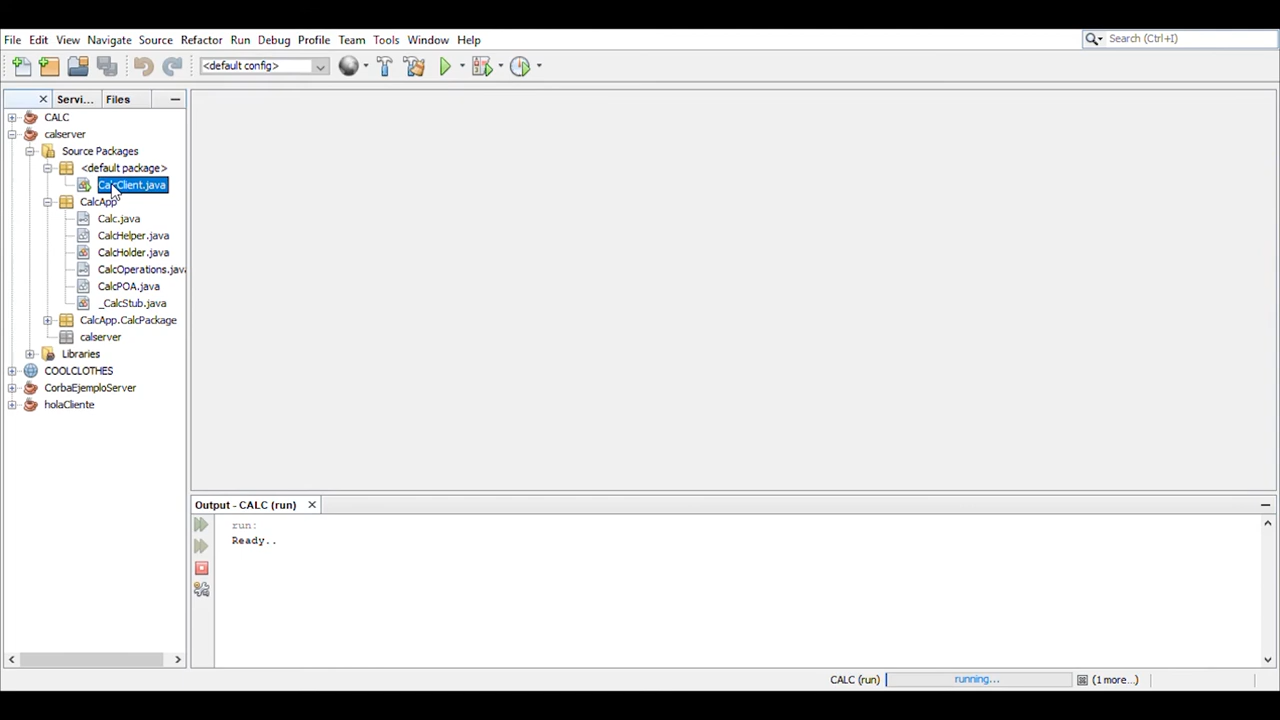 File Edit View Navigate Source Refactor Run Debug Profile Team Tools Window Help
Search (Ctrl+I)
<default config>
Servi... Files
CALC
calserver
Source Packages
<default package>
CalcClient.java
CalcApp
Calc.java
CalcHelper.java
CalcHolder.java
CalcOperations.java
CalcPOA.java
_CalcStub.java
CalcApp.CalcPackage
calserver
Libraries
COOLCLOTHES
CorbaEjemploServer
holaCliente
Output - CALC (run)
run:
Ready..
CALC (run) running... (1 more...)